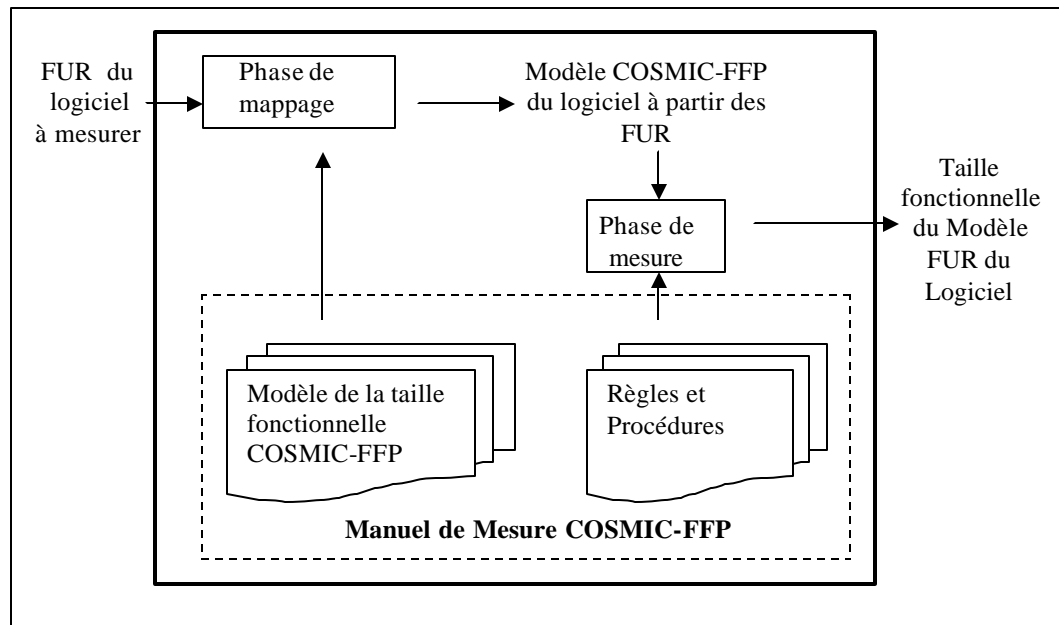 FUR du
logiciel
à mesurer
Phase de
mappage
Modèle COSMIC-FFP
du logiciel à partir des
FUR
Phase de
mesure
Taille
fonctionnelle
du Modèle
FUR du
Logiciel
Modèle de la taille
fonctionnelle
COSMIC-FFP
Règles et
Procédures
Manuel de Mesure COSMIC-FFP